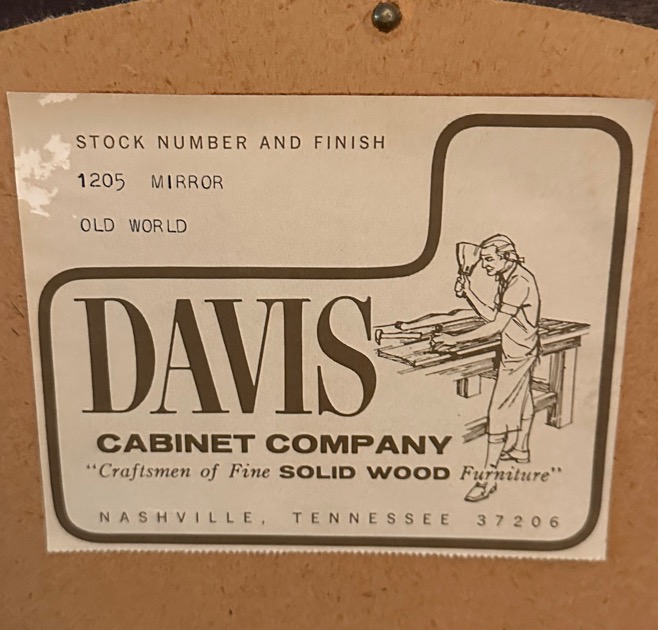 STOCK NUMBER AND FINISH
1205 MIRROR
OLD WORLD
DAVIS
CABINET COMPANY
“Craftsmen of Fine SOLID WOOD Furniture”
NASHVILLE, TENNESSEE 37206